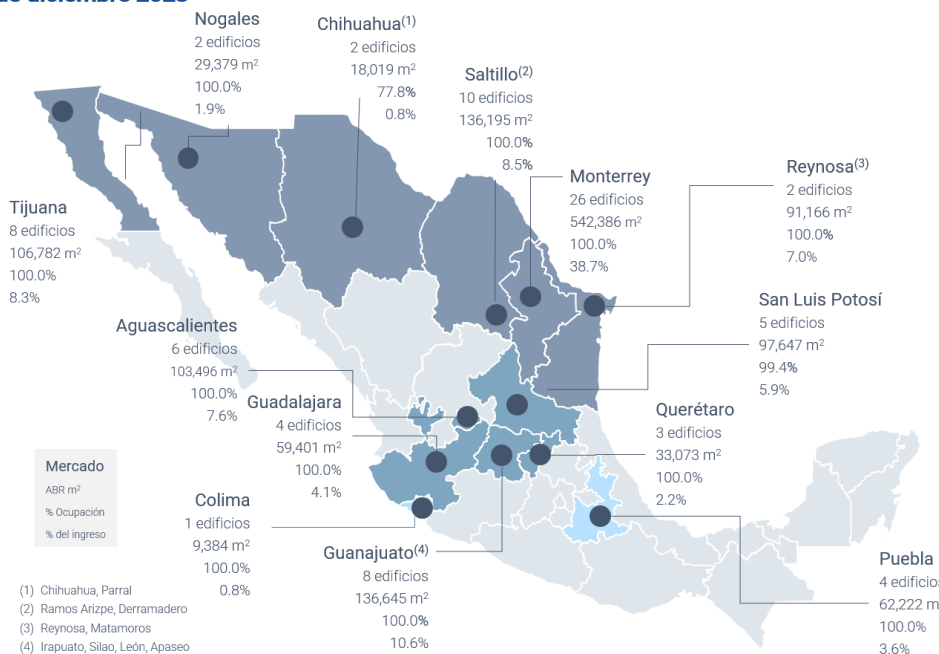 de diciembre 2023
Nogales
2 edificios
29,379 m²
100.0%
1.9%
Chihuahua(1)
2 edificios
18,019 m²
77.8%
0.8%
Saltillo(2)
10 edificios
136,195 m²
100.0%
8.5%
Monterrey
26 edificios
542,386 m²
100.0%
38.7%
Reynosa(3)
2 edificios
91,166 m²
100.0%
7.0%
Tijuana
8 edificios
106,782 m²
100.0%
8.3%
San Luis Potosí
5 edificios
97,647 m²
99.4%
5.9%
Aguascalientes
6 edificios
103,496 m²
100.0%
7.6%
Guadalajara
4 edificios
59,401 m²
100.0%
4.1%
Querétaro
3 edificios
33,073 m²
100.0%
2.2%
Mercado
ABR m²
% Ocupación
% del ingreso
Colima
1 edificios
9,384 m²
100.0%
0.8%
Guanajuato(4)
8 edificios
136,645 m²
100.0%
10.6%
Puebla
4 edificios
62,222 m
100.0%
3.6%
(1) Chihuahua, Parral
(2) Ramos Arizpe, Derramadero
(3) Reynosa, Matamoros
(4) Irapuato, Silao, León, Apaseo